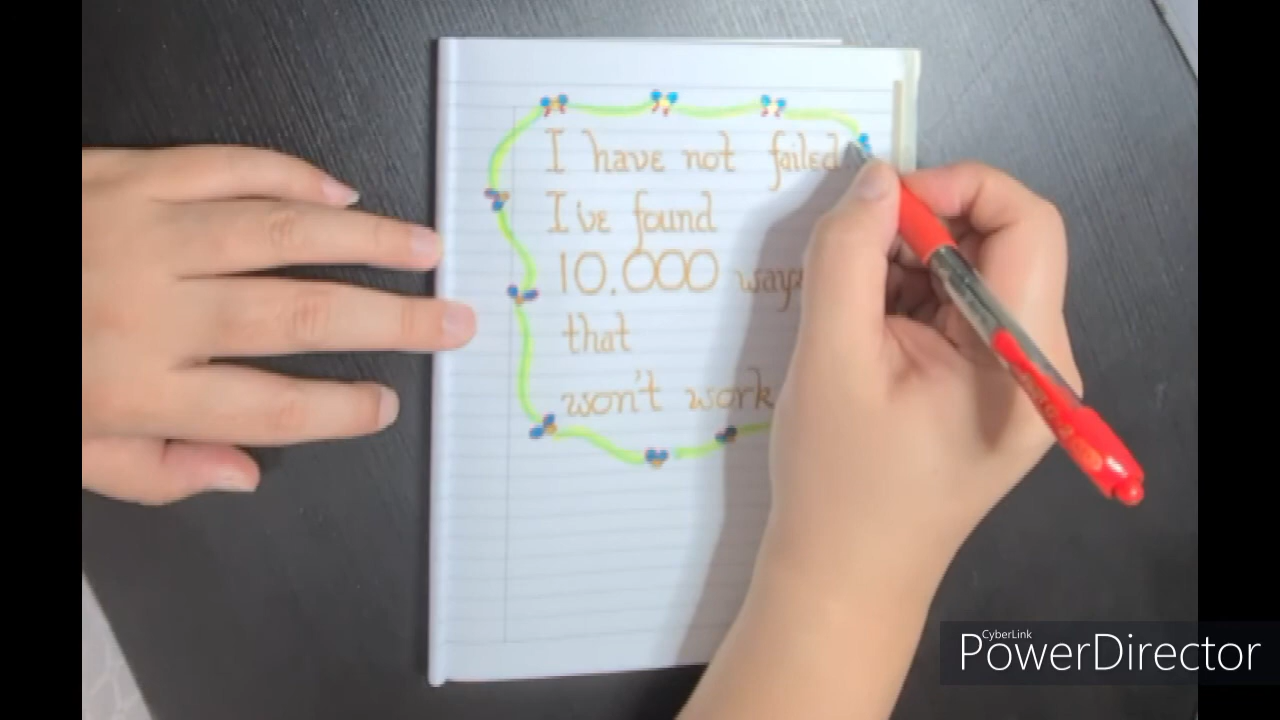 I have not failed.
I've found
10.000 ways
that
won't work
CyberLink
PowerDirector